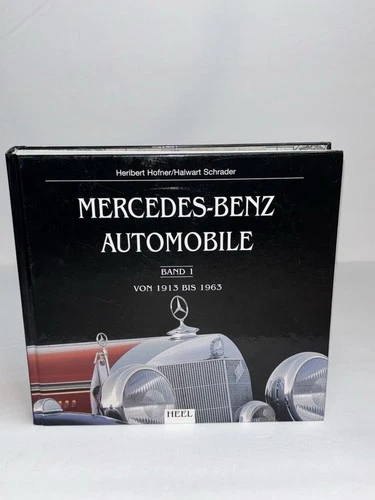 Heribert Hofner/Halwart Schrader
MERCEDES-BENZ
AUTOMOBILE
BAND 1
VON 1913 BIS 1963
HEEL